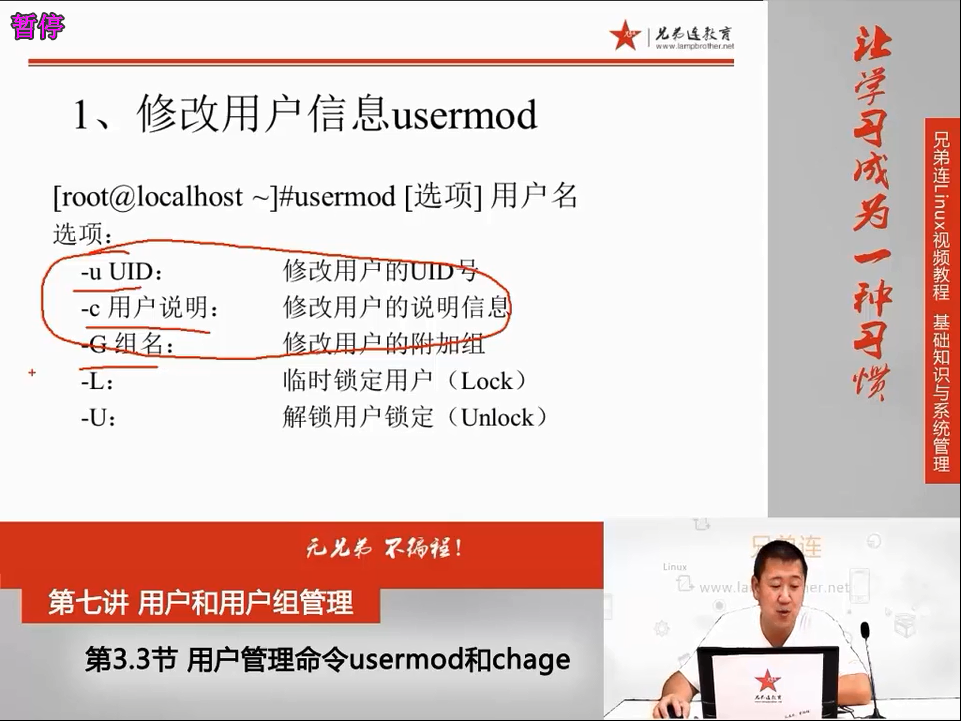 暂停
兄弟连教育
www.lampbrother.net
1、修改用户信息usermod
[root@localhost ~]#usermod [选项] 用户名
选项：
-u UID： 修改用户的UID号
-c 用户说明： 修改用户的说明信息
-G 组名： 修改用户的附加组
-L： 临时锁定用户（Lock）
-U： 解锁用户锁定（Unlock）
让学习成为一种习惯
兄弟连Linux视频教程 基础知识与系统管理
无兄弟 不编程！
第七讲 用户和用户组管理
第3.3节 用户管理命令usermod和chage
兄弟连
Linux
兄弟连教育